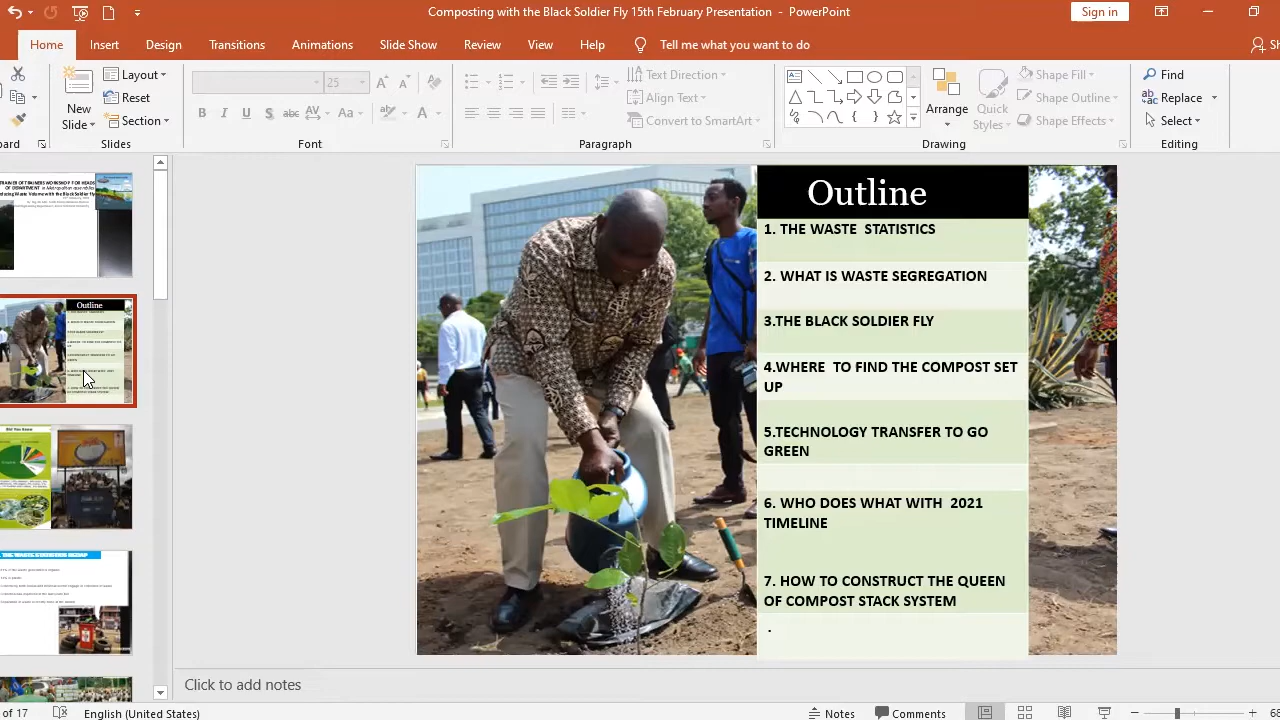 Composting with the Black Soldier Fly 15th February Presentation - PowerPoint
Sign in
Home Insert Design Transitions Animations Slide Show Review View Help Tell me what you want to do
Layout
Reset
Section
New
Slide
Slides
25
B I U S abc AV Aa A
Font
Text Direction
Align Text
Convert to SmartArt
Paragraph
Arrange
Quick
Styles
Shape Fill
Shape Outline
Shape Effects
Drawing
Find
Replace
Select
Editing
Outline
Outline
1. THE WASTE STATISTICS
2. WHAT IS WASTE SEGREGATION
3.THE BLACK SOLDIER FLY
4.WHERE TO FIND THE COMPOST SET
UP
5.TECHNOLOGY TRANSFER TO GO
GREEN
6. WHO DOES WHAT WITH 2021
TIMELINE
7. HOW TO CONSTRUCT THE QUEEN
OF COMPOST STACK SYSTEM
.
Click to add notes
of 17 English (United States) Notes Comments